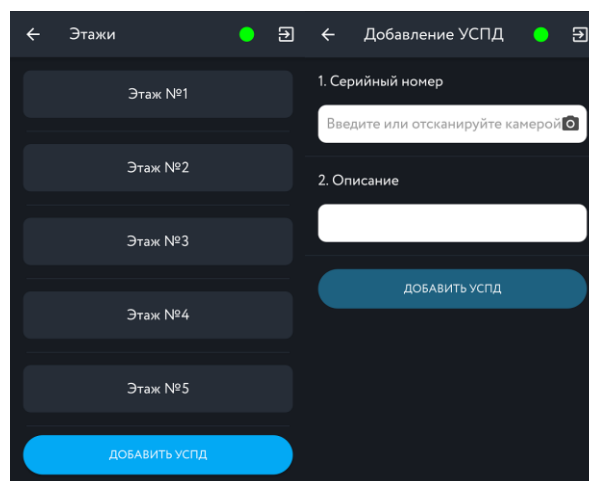 Этажи
Этаж №1
Этаж №2
Этаж №3
Этаж №4
Этаж №5
ДОБАВИТЬ УСПД
Добавление УСПД
1. Серийный номер
Введите или отсканируйте камерой
2. Описание
ДОБАВИТЬ УСПД